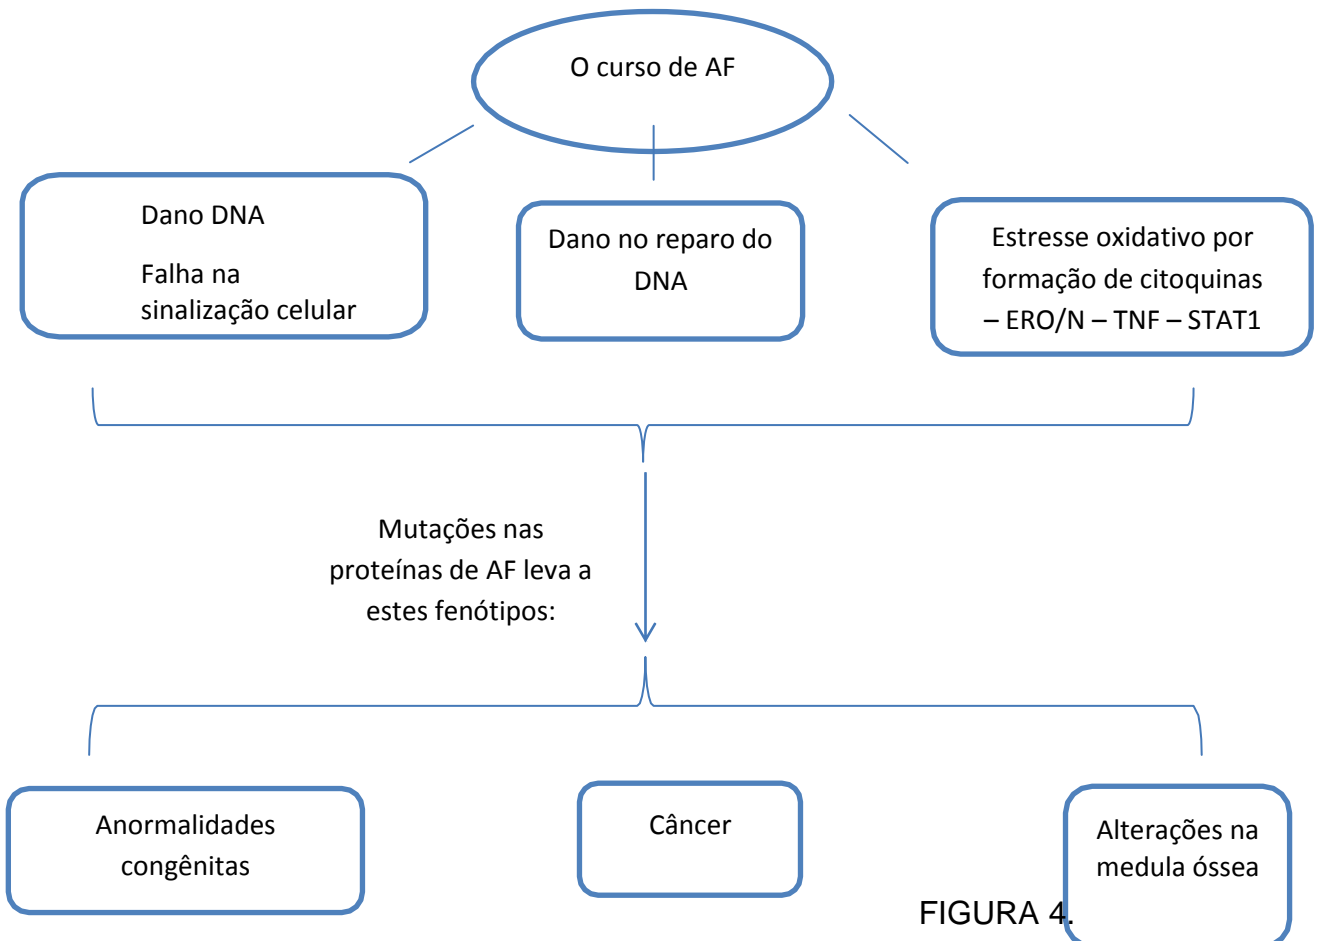 O curso de AF
Dano DNA
Falha na
sinalização celular
Dano no reparo do
DNA
Estresse oxidativo por
formação de citoquinas
– ERO/N – TNF – STAT1
Mutações nas
proteínas de AF leva a
estes fenótipos:
Anormalidades
congênitas
Câncer
Alterações na
medula óssea
FIGURA 4.